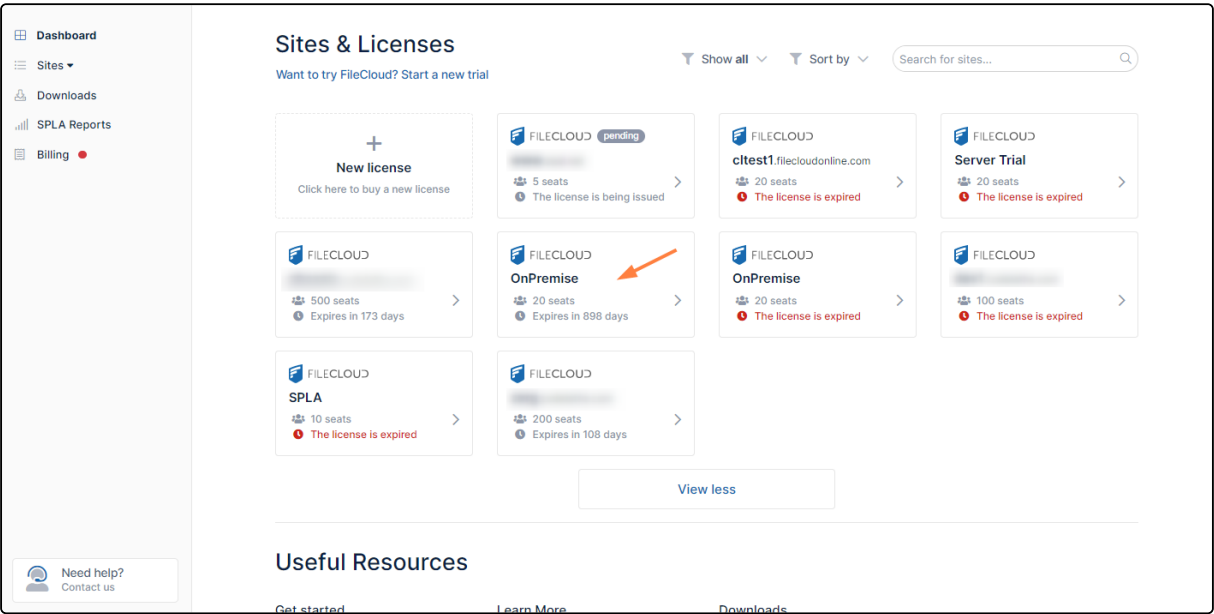 Dashboard
Sites
Downloads
SPLA Reports
Billing
Need help?
Contact us
Sites & Licenses
Want to try FileCloud? Start a new trial
Show all
Sort by
Search for sites...
New license
Click here to buy a new license
FILECLOUD pending
5 seats
The license is being issued
FILECLOUD
cltest1.filecloudonline.com
20 seats
The license is expired
FILECLOUD
Server Trial
20 seats
The license is expired
FILECLOUD
500 seats
Expires in 173 days
FILECLOUD
OnPremise
20 seats
Expires in 898 days
FILECLOUD
OnPremise
20 seats
The license is expired
FILECLOUD
100 seats
The license is expired
FILECLOUD
SPLA
10 seats
The license is expired
FILECLOUD
200 seats
Expires in 108 days
View less
Useful Resources
Get started
Learn More
Downloads